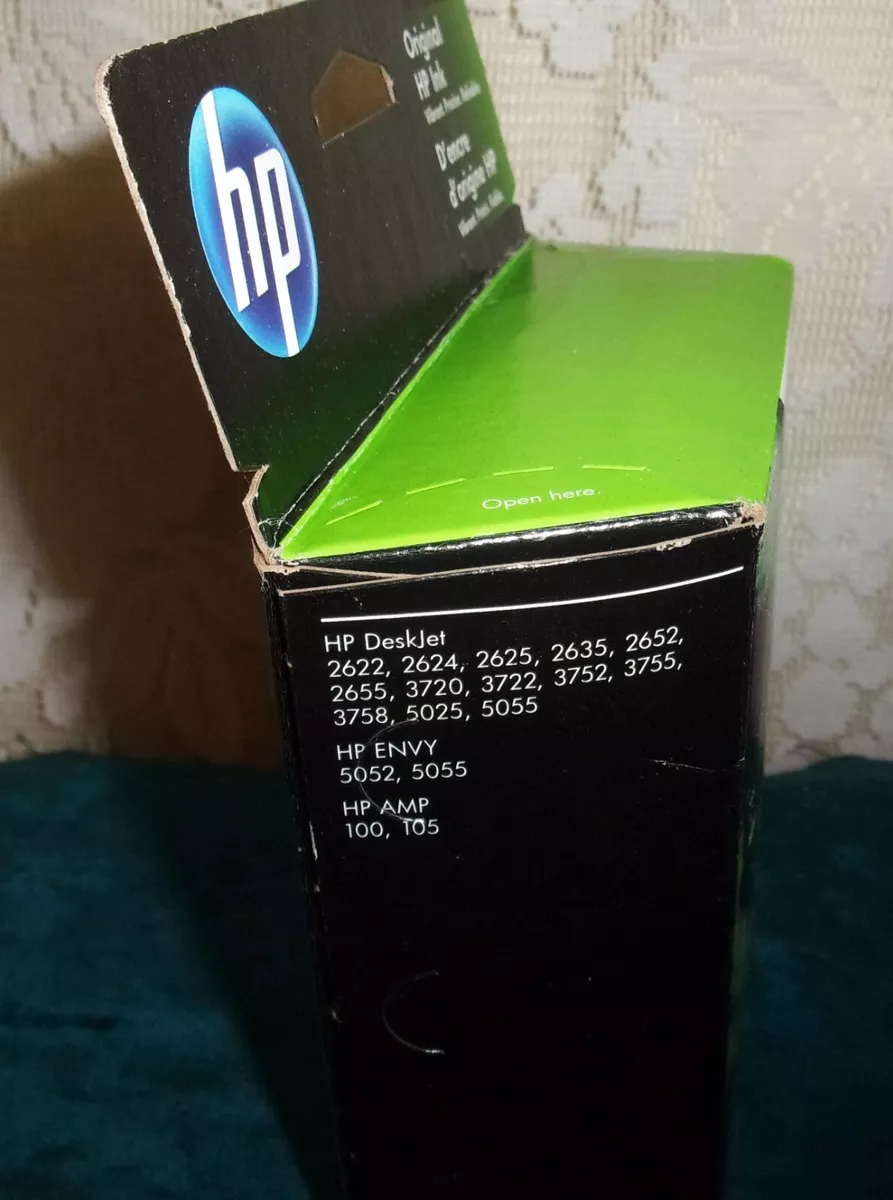 hp
Original
HP Ink
D'encre
d'origine HP
Open here.
HP DeskJet
2622, 2624, 2625, 2635, 2652,
2655, 3720, 3722, 3752, 3755,
3758, 5025, 5055
HP ENVY
5052, 5055
HP AMP
100, 105